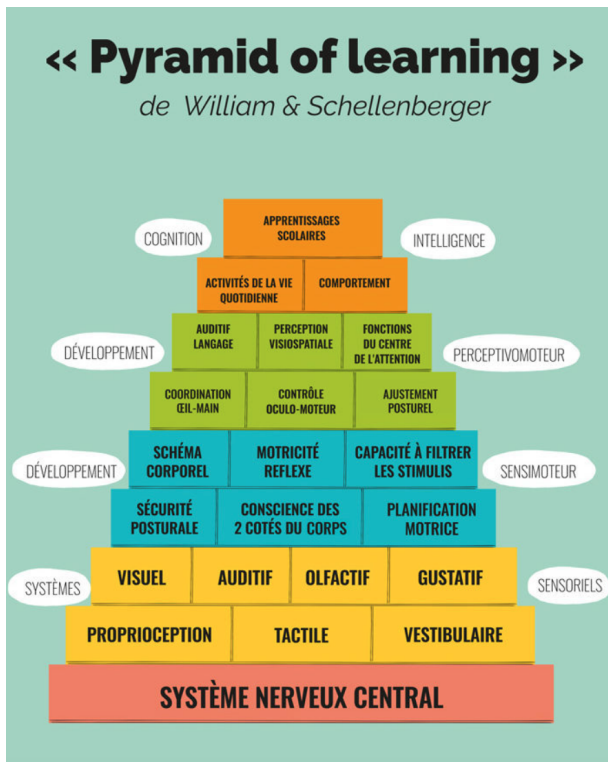 « Pyramid of learning »
de William & Schellenberger
APPRENTISSAGES
SCOLAIRES
COGNITION
INTELLIGENCE
ACTIVITÉS DE LA VIE
QUOTIDIENNE
COMPORTEMENT
AUDITIF
LANGAGE
PERCEPTION
VISIOSPATIALE
FONCTIONS
DU CENTRE
DE L'ATTENTION
DÉVELOPPEMENT
PERCEPTIVOMOTEUR
COORDINATION
ŒIL-MAIN
CONTRÔLE
OCULO-MOTEUR
AJUSTEMENT
POSTUREL
SCHÉMA
CORPOREL
MOTRICITÉ
REFLEXE
CAPACITÉ À FILTRER
LES STIMULIS
DÉVELOPPEMENT
SENSIMOTEUR
SÉCURITÉ
POSTURALE
CONSCIENCE DES
2 COTÉS DU CORPS
PLANIFICATION
MOTRICE
VISUEL
AUDITIF
OLFACTIF
GUSTATIF
SYSTÈMES
SENSORIELS
PROPRIOCEPTION
TACTILE
VESTIBULAIRE
SYSTÈME NERVEUX CENTRAL